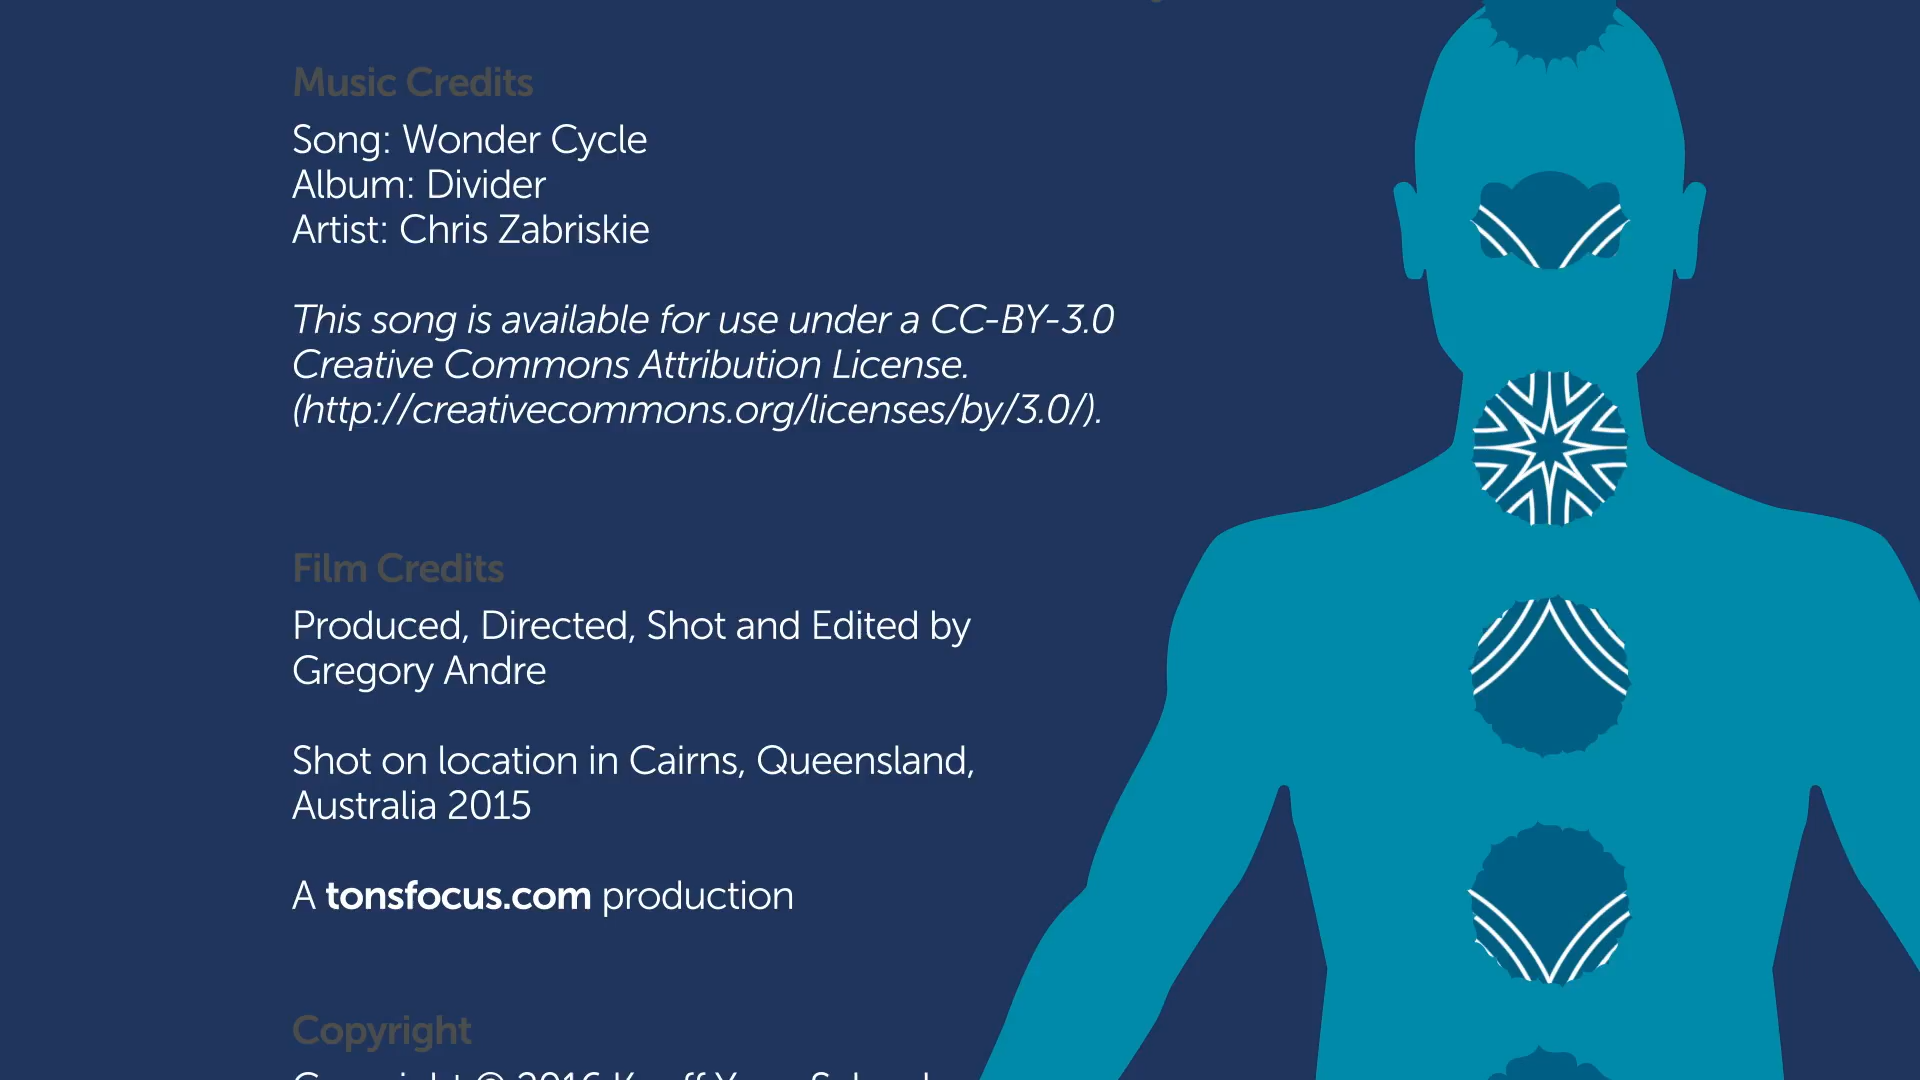 Music Credits
Song: Wonder Cycle
Album: Divider
Artist: Chris Zabriskie
This song is available for use under a CC-BY-3.0
Creative Commons Attribution License.
(http://creativecommons.org/licenses/by/3.0/).
Film Credits
Produced, Directed, Shot and Edited by
Gregory Andre
Shot on location in Cairns, Queensland,
Australia 2015
A tonsfocus.com production
Copyright
Copyright © 2016